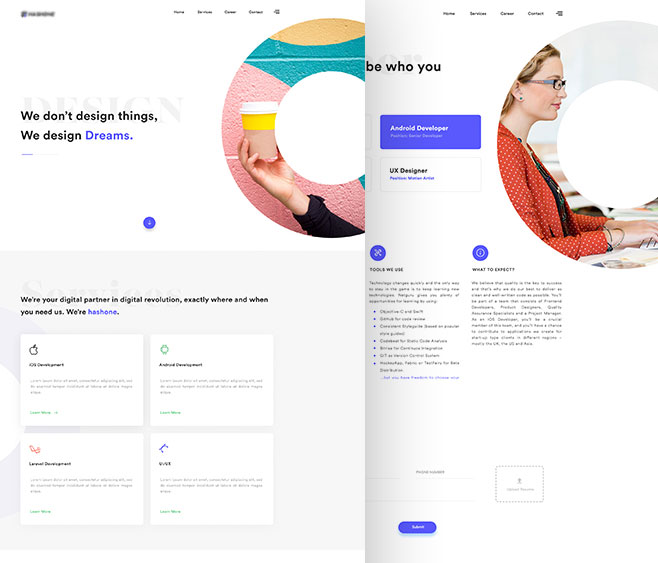 HASHONE
Home Services Career Contact
DESIGN
We don't design things,
We design Dreams.
Services
We're your digital partner in digital revolution, exactly where and when
you need us. We're hashone.
iOS Development
Lorem ipsum dolor sit amet, consectetur adipiscing elit, sed
do eiusmod tempor incididunt ut labore et dolore magna
aliqua.
Learn More
Android Development
Lorem ipsum dolor sit amet, consectetur adipiscing elit, sed
do eiusmod tempor incididunt ut labore et dolore magna
aliqua.
Learn More
Laravel Development
Lorem ipsum dolor sit amet, consectetur adipiscing elit, sed
do eiusmod tempor incididunt ut labore et dolore magna
aliqua.
Learn More
UI/UX
Lorem ipsum dolor sit amet, consectetur adipiscing elit, sed
do eiusmod tempor incididunt ut labore et dolore magna
aliqua.
Learn More
Home Services Career Contact
be who you
Android Developer
Position: Senior Developer
UX Designer
Position: Motion Artist
TOOLS WE USE
Technology changes quickly and the only way
to stay in the game is to keep learning new
technologies. Netguru gives you plenty of
opportunities for learning by using:
Objective-C and Swift
GitHub for code review
Consistent Styleguide (based on popular
style guides)
Codebeat for Static Code Analysis
Bitrise for Continuous Integration
GIT as Version Control System
HockeyApp, Fabric or Testfairy for Beta
Distribution
...but you have freedom to choose your
WHAT TO EXPECT?
We believe that quality is the key to success
and that's why we do our best to deliver as
clean and well written code as possible. You'll
be part of a team that consists of Frontend
Developers, Product Designers, Quality
Assurance Specialists and a Project Manager.
As an iOS Developer, you'll be a crucial
member of this team, and you'll have a chance
to contribute to applications we create for
start-up type clients in different regions -
mostly the UK, the US and Asia.
PHONE NUMBER
Upload Resume
Submit